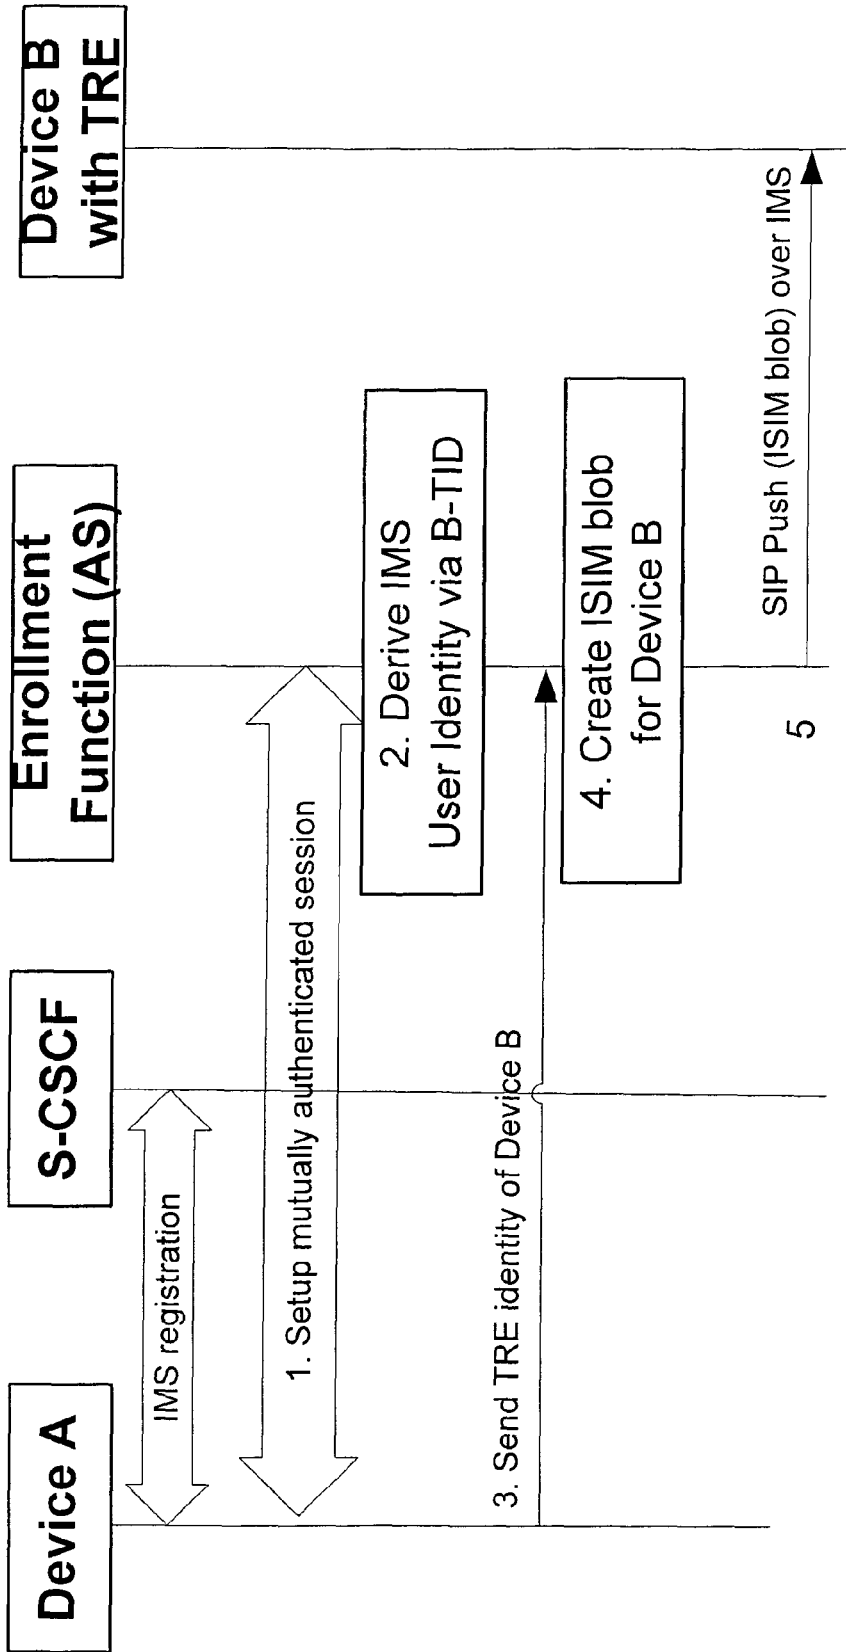 Device A
S-CSCF
Enrollment
Function (AS)
Device B
with TRE
IMS registration
1. Setup mutually authenticated session
2. Derive IMS
User Identity via B-TID
3. Send TRE identity of Device B
4. Create ISIM blob
for Device B
5
SIP Push (ISIM blob) over IMS